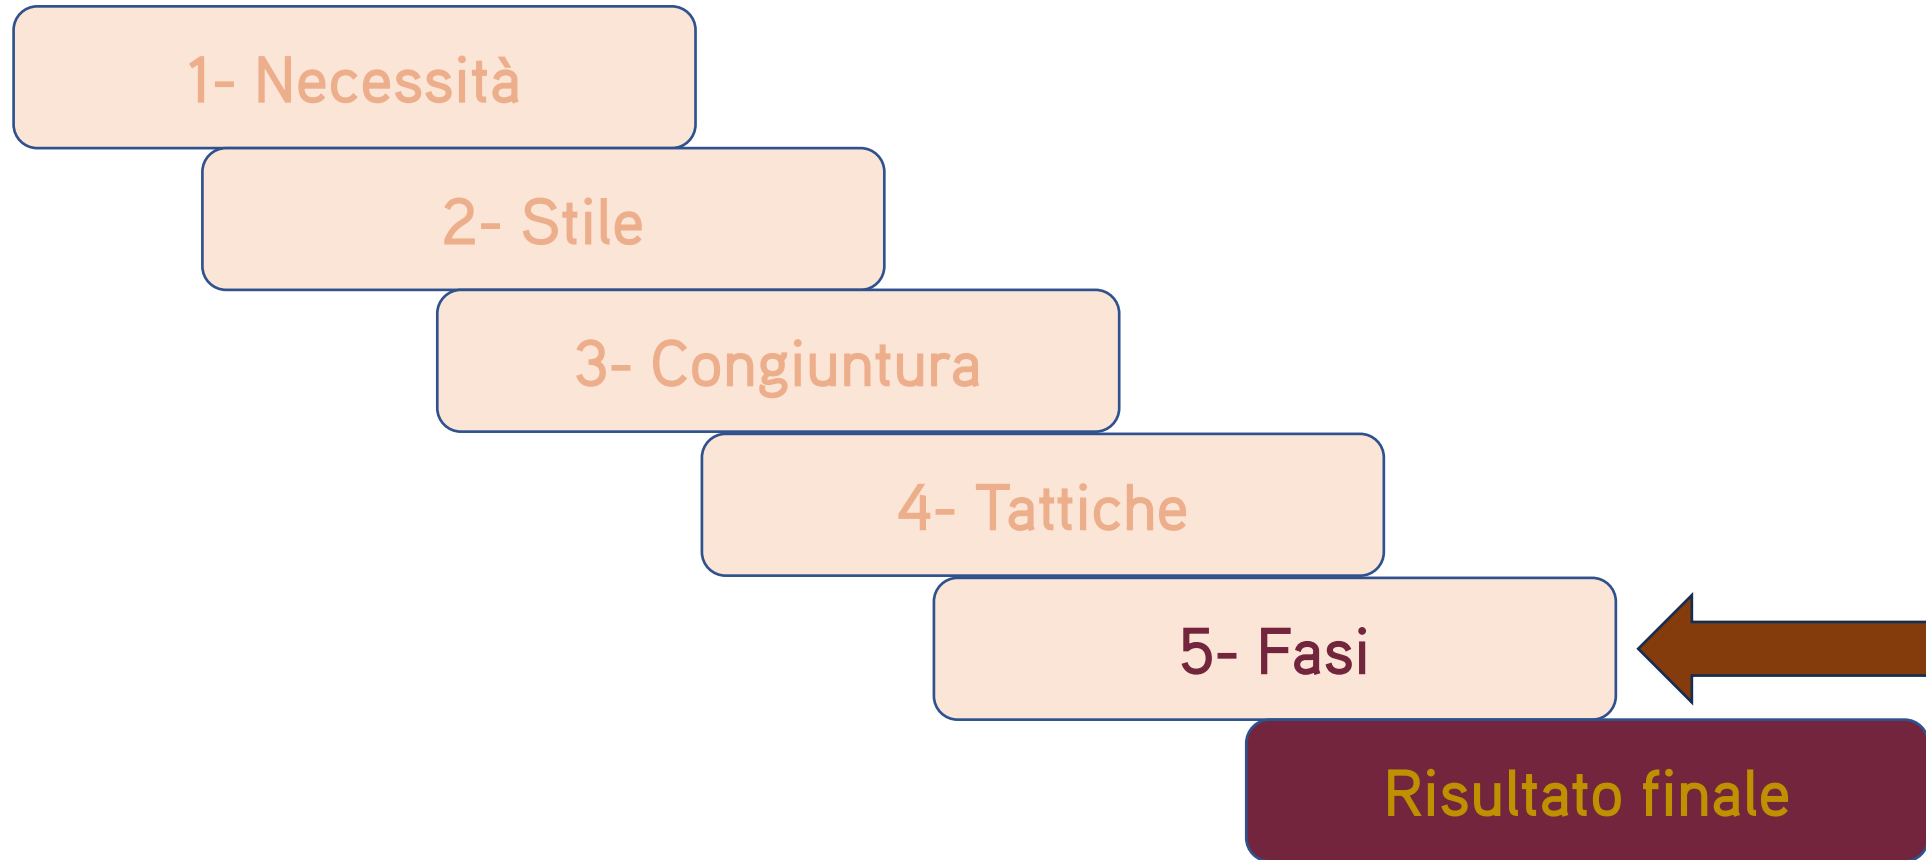 1- Necessità
2- Stile
3- Congiuntura
4- Tattiche
5- Fasi
Risultato finale